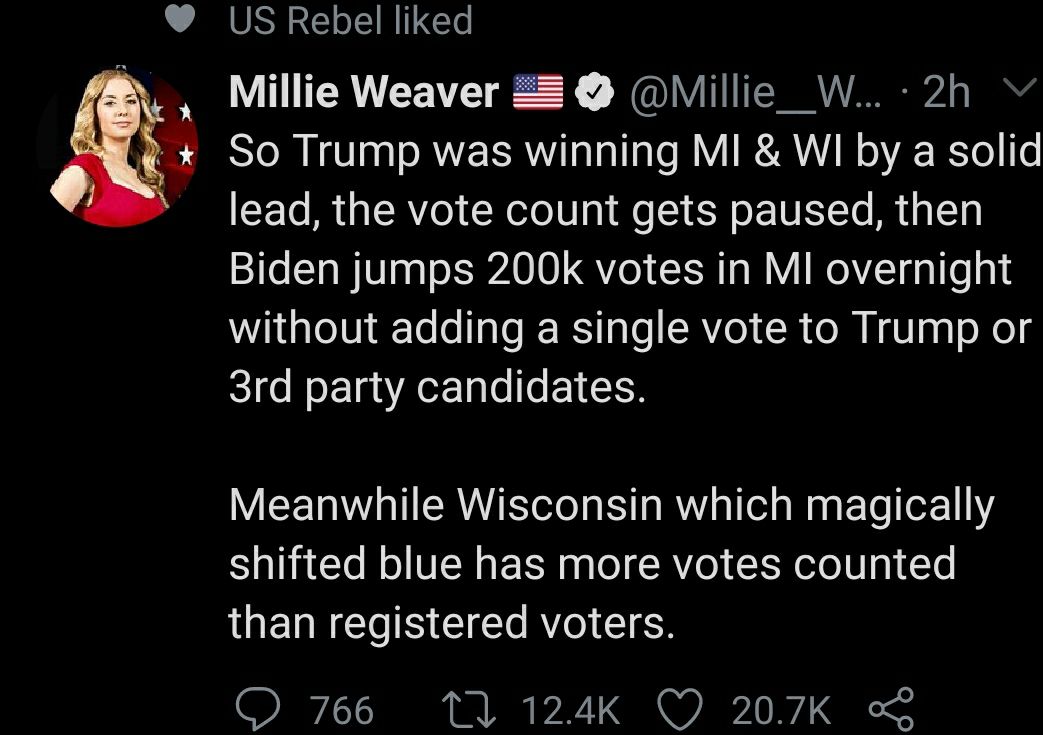 US Rebel liked
Millie Weaver 🇺🇸 @Millie__W... · 2h
So Trump was winning MI & WI by a solid
lead, the vote count gets paused, then
Biden jumps 200k votes in MI overnight
without adding a single vote to Trump or
3rd party candidates.
Meanwhile Wisconsin which magically
shifted blue has more votes counted
than registered voters.
766 12.4K 20.7K